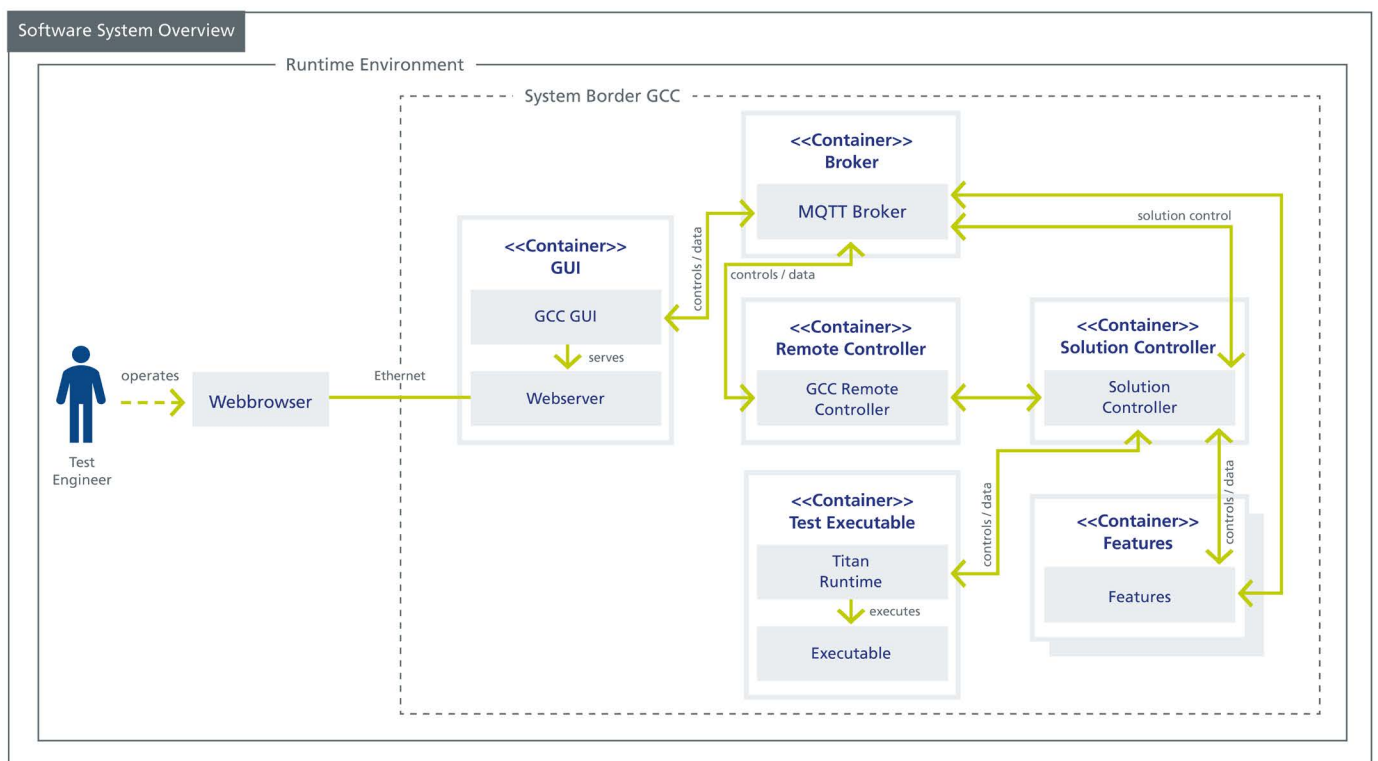 Software System Overview
Runtime Environment
System Border GCC
<<Container>>
Broker
MQTT Broker
solution control
controls / data
controls / data
<<Container>>
GUI
GCC GUI
serves
Webserver
Ethernet
operates
Webbrowser
Test
Engineer
<<Container>>
Remote Controller
GCC Remote
Controller
<<Container>>
Solution Controller
Solution
Controller
<<Container>>
Test Executable
Titan
Runtime
executes
Executable
controls / data
controls / data
<<Container>>
Features
Features